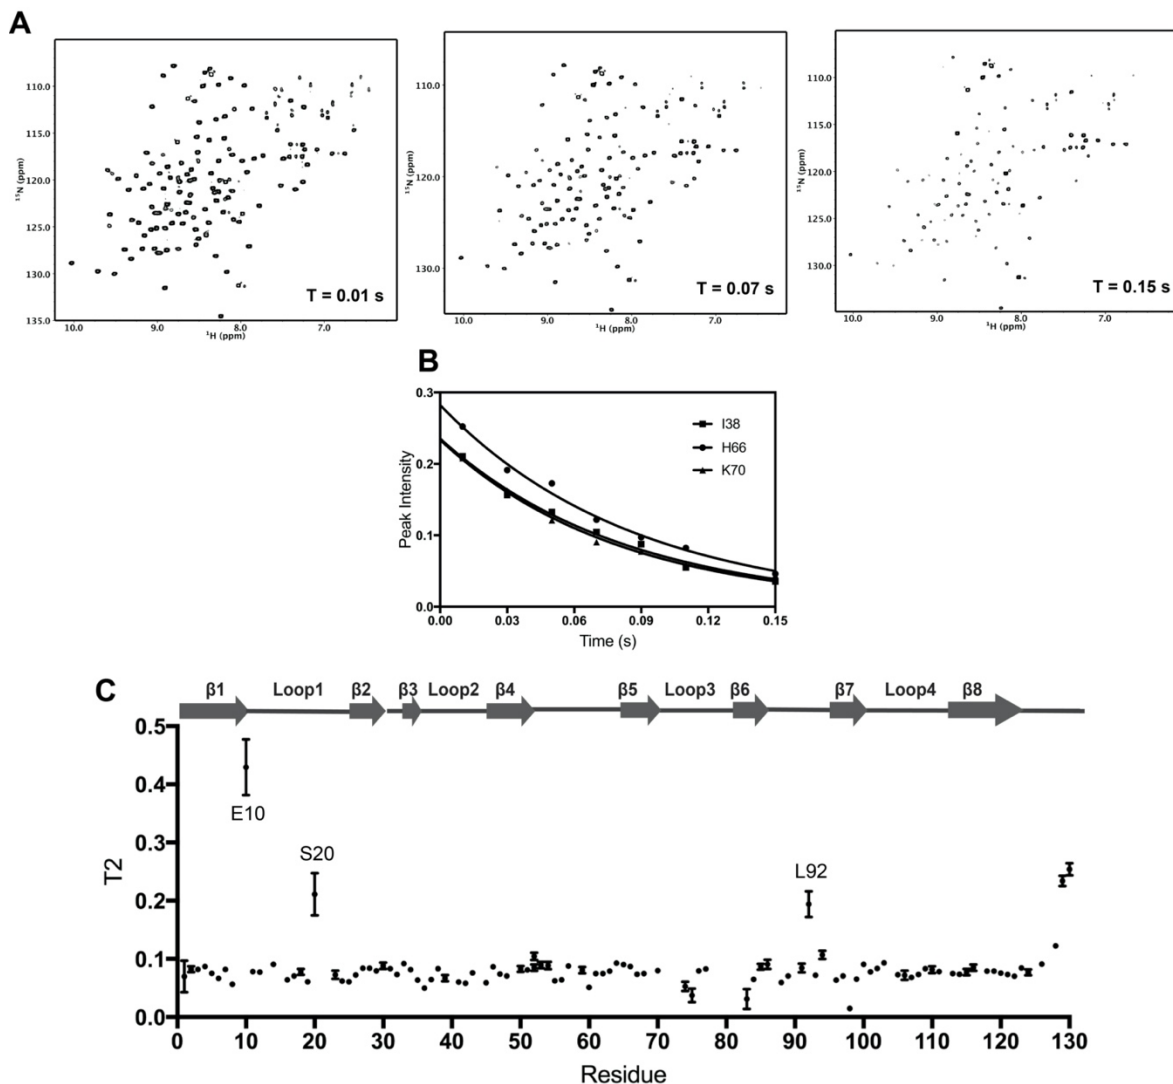 A
110.0
115.0
120.0
125.0
130.0
135.0
15N (ppm)
10.0 9.0 8.0 7.0
1H (ppm)
T = 0.01 s
110.0
120.0
130.0
15N (ppm)
10.0 9.0 8.0 7.0
1H (ppm)
T = 0.07 s
110.0
115.0
120.0
125.0
130.0
15N (ppm)
10.0 9.0 8.0 7.0
1H (ppm)
T = 0.15 s
B
0.3
0.2
0.1
0.0
Peak Intensity
I38
H66
K70
0.00 0.03 0.06 0.09 0.12 0.15
Time (s)
C
β1 Loop1 β2 β3 Loop2 β4 β5 Loop3 β6 β7 Loop4 β8
0.5
0.4
0.3
0.2
0.1
0.0
T2
E10
S20
L92
0 10 20 30 40 50 60 70 80 90 100 110 120 130
Residue